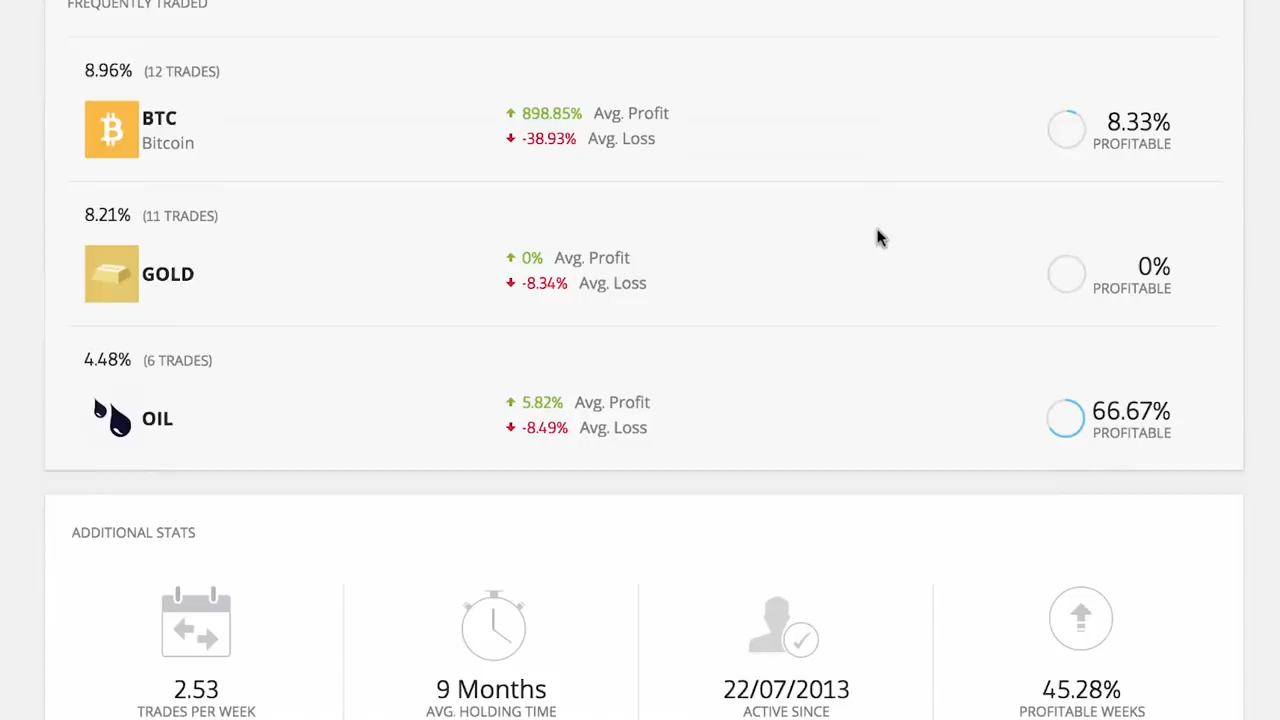 FREQUENTLY TRADED
8.96% (12 TRADES)
BTC
Bitcoin
898.85% Avg. Profit
-38.93% Avg. Loss
8.33%
PROFITABLE
8.21% (11 TRADES)
GOLD
0% Avg. Profit
-8.34% Avg. Loss
0%
PROFITABLE
4.48% (6 TRADES)
OIL
5.82% Avg. Profit
-8.49% Avg. Loss
66.67%
PROFITABLE
ADDITIONAL STATS
2.53
TRADES PER WEEK
9 Months
AVG. HOLDING TIME
22/07/2013
ACTIVE SINCE
45.28%
PROFITABLE WEEKS